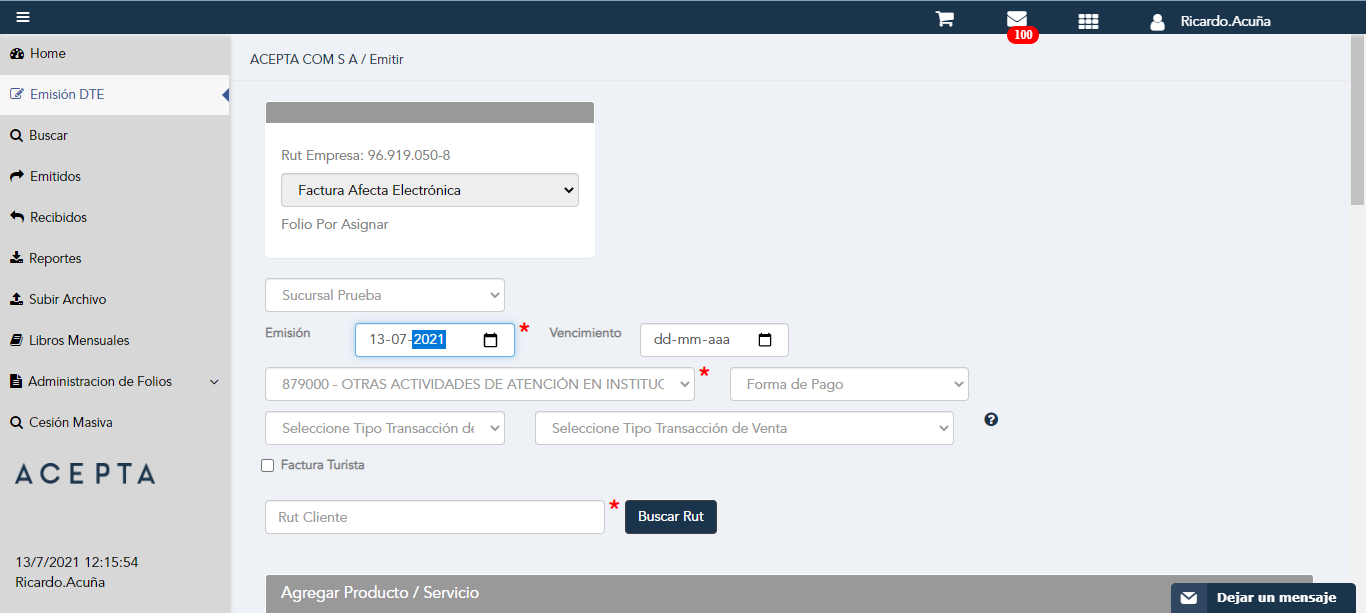 Ricardo.Acuña
100
Home
Emisión DTE
Buscar
Emitidos
Recibidos
Reportes
Subir Archivo
Libros Mensuales
Administracion de Folios
Cesión Masiva
ACEPTA
13/7/2021 12:15:54
Ricardo.Acuña
ACEPTA COM S A / Emitir
Rut Empresa: 96.919.050-8
Factura Afecta Electrónica
Folio Por Asignar
Sucursal Prueba
Emisión 13-07-2021 * Vencimiento dd-mm-aaa
879000 - OTRAS ACTIVIDADES DE ATENCIÓN EN INSTITUC * Forma de Pago
Seleccione Tipo Transacción de Seleccione Tipo Transacción de Venta ?
Factura Turista
Rut Cliente * Buscar Rut
Agregar Producto / Servicio
Dejar un mensaje